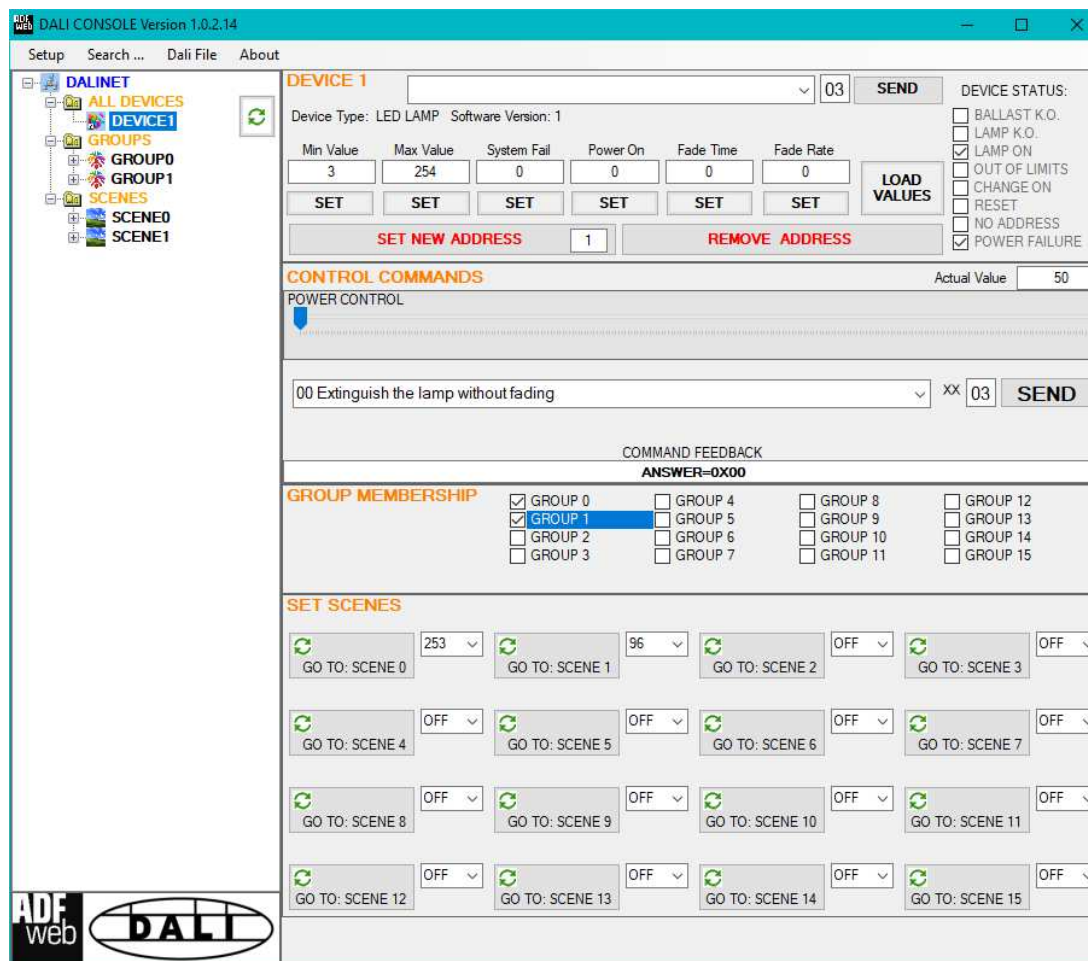 DALI CONSOLE Version 1.0.2.14
Setup Search ... Dali File About
DALINET
ALL DEVICES
DEVICE1
GROUPS
GROUP0
GROUP1
SCENES
SCENE0
SCENE1
DEVICE 1
03 SEND
Device Type: LED LAMP Software Version: 1
Min Value Max Value System Fail Power On Fade Time Fade Rate
3 254 0 0 0 0
SET SET SET SET SET SET
LOAD
VALUES
SET NEW ADDRESS 1 REMOVE ADDRESS
DEVICE STATUS:
BALLAST K.O.
LAMP K.O.
LAMP ON
OUT OF LIMITS
CHANGE ON
RESET
NO ADDRESS
POWER FAILURE
CONTROL COMMANDS
Actual Value 50
POWER CONTROL
00 Extinguish the lamp without fading
XX 03 SEND
COMMAND FEEDBACK
ANSWER=0X00
GROUP MEMBERSHIP
GROUP 0 GROUP 4 GROUP 8 GROUP 12
GROUP 1 GROUP 5 GROUP 9 GROUP 13
GROUP 2 GROUP 6 GROUP 10 GROUP 14
GROUP 3 GROUP 7 GROUP 11 GROUP 15
SET SCENES
253 96 OFF OFF
GO TO: SCENE 0 GO TO: SCENE 1 GO TO: SCENE 2 GO TO: SCENE 3
OFF OFF OFF OFF
GO TO: SCENE 4 GO TO: SCENE 5 GO TO: SCENE 6 GO TO: SCENE 7
OFF OFF OFF OFF
GO TO: SCENE 8 GO TO: SCENE 9 GO TO: SCENE 10 GO TO: SCENE 11
OFF OFF OFF OFF
GO TO: SCENE 12 GO TO: SCENE 13 GO TO: SCENE 14 GO TO: SCENE 15
ADF
web
DALI